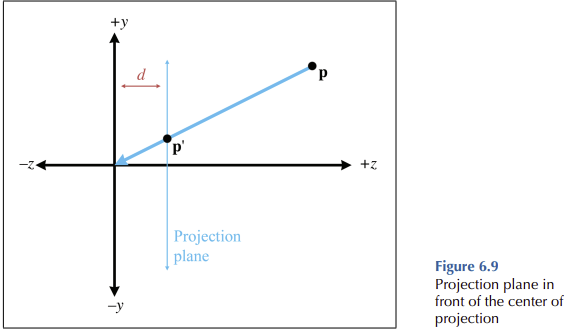 +y
d
p
p'
−z
+z
Projection
plane
−y
Figure 6.9
Projection plane in
front of the center of
projection